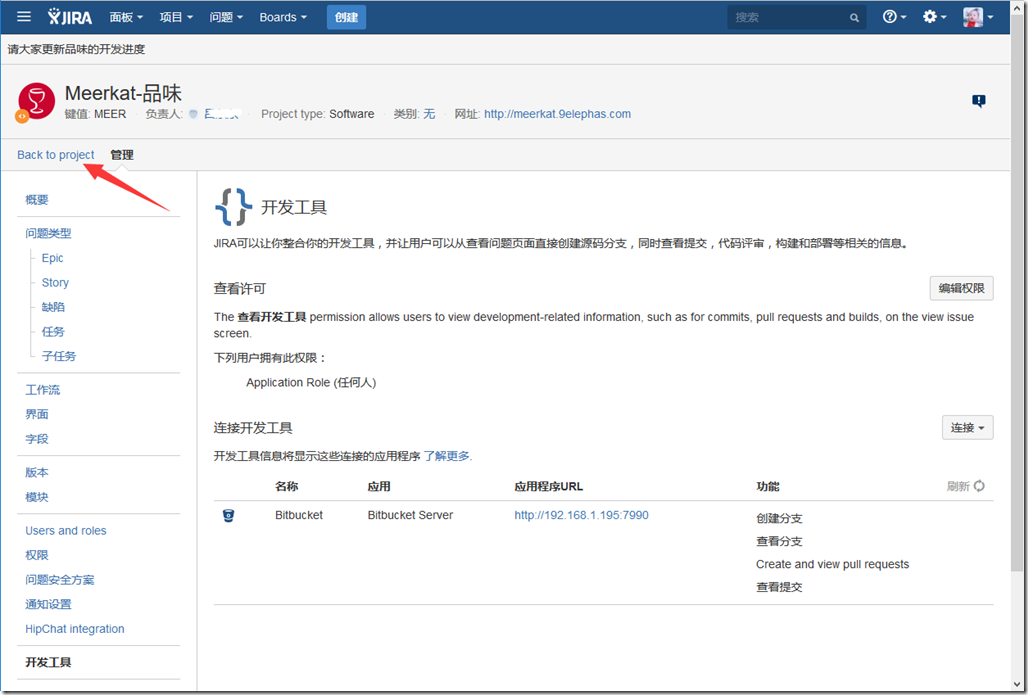 JIRA 面板 项目 问题 Boards 创建 搜索
请大家更新品味的开发进度
Meerkat-品味
键值: MEER 负责人: Project type: Software 类别: 无 网址: http://meerkat.9elephas.com
Back to project 管理
概要
问题类型
Epic
Story
缺陷
任务
子任务
工作流
界面
字段
版本
模块
Users and roles
权限
问题安全方案
通知设置
HipChat integration
开发工具
开发工具
JIRA可以让你整合你的开发工具，并让用户可以从查看问题页面直接创建源码分支，同时查看提交，代码评审，构建和部署等相关的信息。
查看许可 编辑权限
The 查看开发工具 permission allows users to view development-related information, such as for commits, pull requests and builds, on the view issue
screen.
下列用户拥有此权限：
Application Role (任何人)
连接开发工具 连接
开发工具信息将显示这些连接的应用程序 了解更多.
名称 应用 应用程序URL 功能 刷新
Bitbucket Bitbucket Server http://192.168.1.195:7990 创建分支
查看分支
Create and view pull requests
查看提交